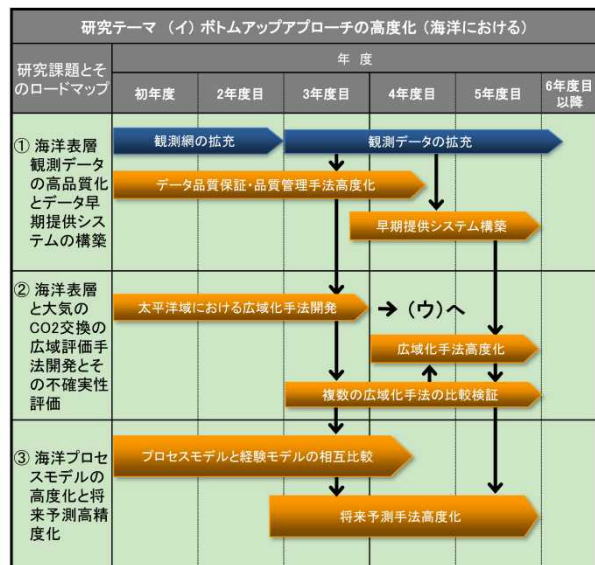 研究テーマ （イ）ボトムアップアプローチの高度化（海洋における）
研究課題とそ
のロードマップ
年 度
初年度
2年度目
3年度目
4年度目
5年度目
6年度目
以降
① 海洋表層
観測データ
の高品質化
とデータ早
期提供シス
テムの構築
観測網の拡充
観測データの拡充
データ品質保証・品質管理手法高度化
早期提供システム構築
② 海洋表層
と大気の
CO2交換の
広域評価手
法開発とそ
の不確実性
評価
太平洋域における広域化手法開発
（ウ）へ
広域化手法高度化
複数の広域化手法の比較検証
③ 海洋プロセ
スモデルの
高度化と将
来予測高精
度化
プロセスモデルと経験モデルの相互比較
将来予測手法高度化